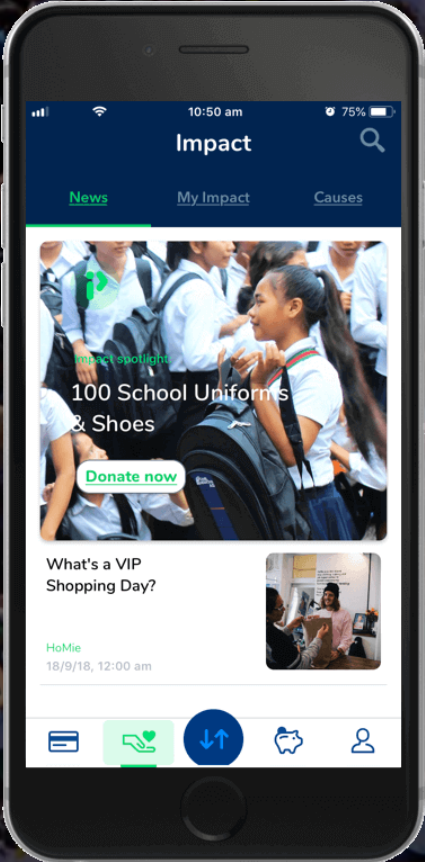 10:50 am
75%
Impact
News
My Impact
Causes
impact spotlight
100 School Uniforms
& Shoes
Donate now
What's a VIP
Shopping Day?
HoMie
18/9/18, 12:00 am